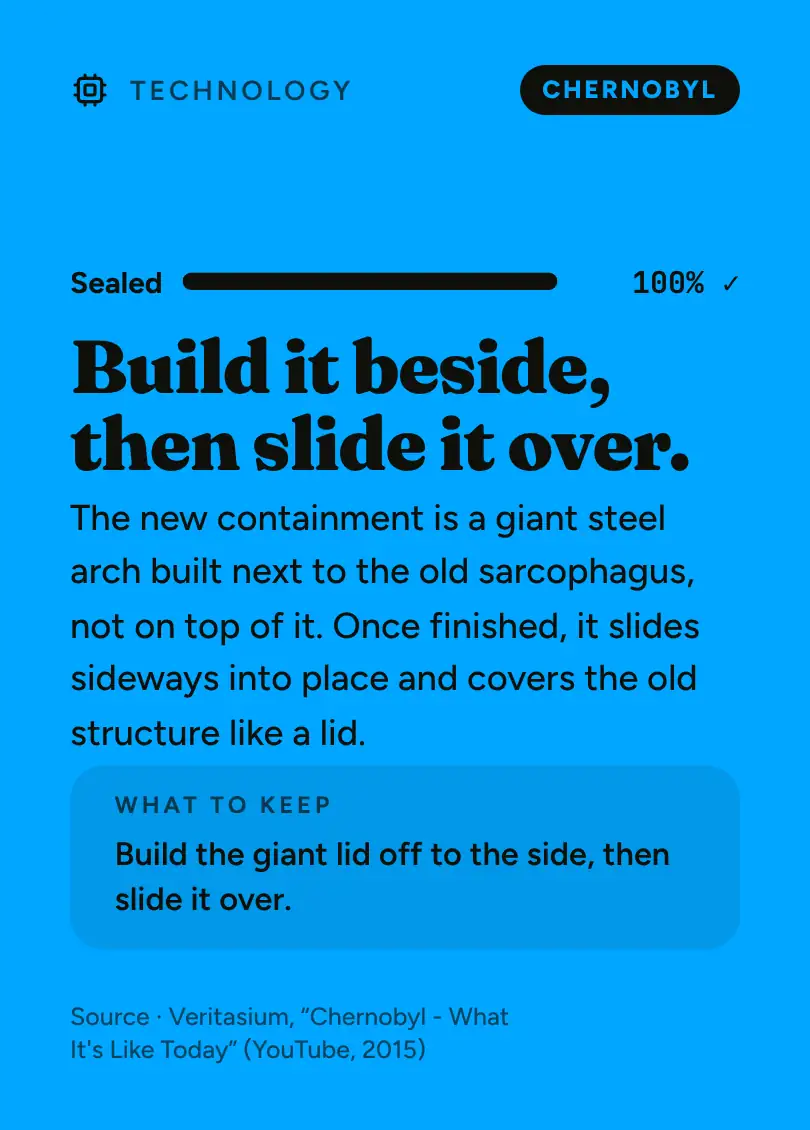 TECHNOLOGY
CHERNOBYL
Sealed 100% ✓
Build it beside,
then slide it over.
The new containment is a giant steel
arch built next to the old sarcophagus,
not on top of it. Once finished, it slides
sideways into place and covers the old
structure like a lid.
WHAT TO KEEP
Build the giant lid off to the side, then
slide it over.
Source · Veritasium, “Chernobyl - What
It's Like Today” (YouTube, 2015)